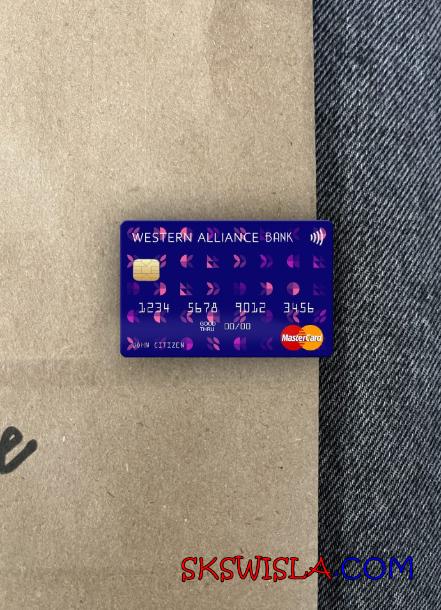 WESTERN ALLIANCE BANK
1234 5678 9012 3456
GOOD THRU 00/00
JOHN CITIZEN
MasterCard
e
SKSWISLA.COM